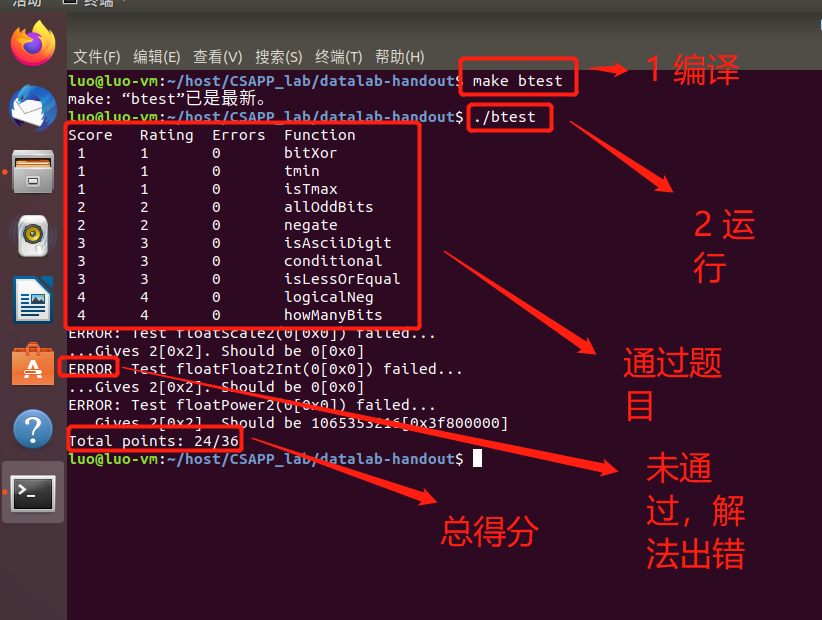 活动 终端
文件(F) 编辑(E) 查看(V) 搜索(S) 终端(T) 帮助(H)
luo@luo-vm:~/host/CSAPP_lab/datalab-handout$ make btest
1 编译
make: “btest”已是最新。
luo@luo-vm:~/host/CSAPP_lab/datalab-handout$ ./btest
2 运
行
Score Rating Errors Function
1 1 0 bitXor
1 1 0 tmin
1 1 0 isTmax
2 2 0 allOddBits
2 2 0 negate
3 3 0 isAsciiDigit
3 3 0 conditional
3 3 0 isLessOrEqual
4 4 0 logicalNeg
4 4 0 howManyBits
通过题
目
ERROR: Test floatScale2(0[0x0]) failed...
...Gives 2[0x2]. Should be 0[0x0]
ERROR: Test floatFloat2Int(0[0x0]) failed...
...Gives 2[0x2]. Should be 0[0x0]
ERROR: Test floatPower2(0[0x0]) failed...
...Gives 2[0x2]. Should be 1065353216[0x3f800000]
Total points: 24/36
luo@luo-vm:~/host/CSAPP_lab/datalab-handout$
未通
过，解
法出错
总得分